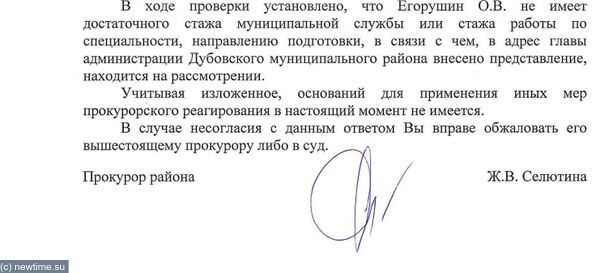 В ходе проверки установлено, что Егорушин О.В. не имеет
достаточного стажа муниципальной службы или стажа работы по
специальности, направлению подготовки, в связи с чем, в адрес главы
администрации Дубовского муниципального района внесено представление,
находится на рассмотрении.
Учитывая изложенное, оснований для применения иных мер
прокурорского реагирования в настоящий момент не имеется.
В случае несогласия с данным ответом Вы вправе обжаловать его
вышестоящему прокурору либо в суд.
Прокурор района Ж.В. Селютина
(c) newtime.su